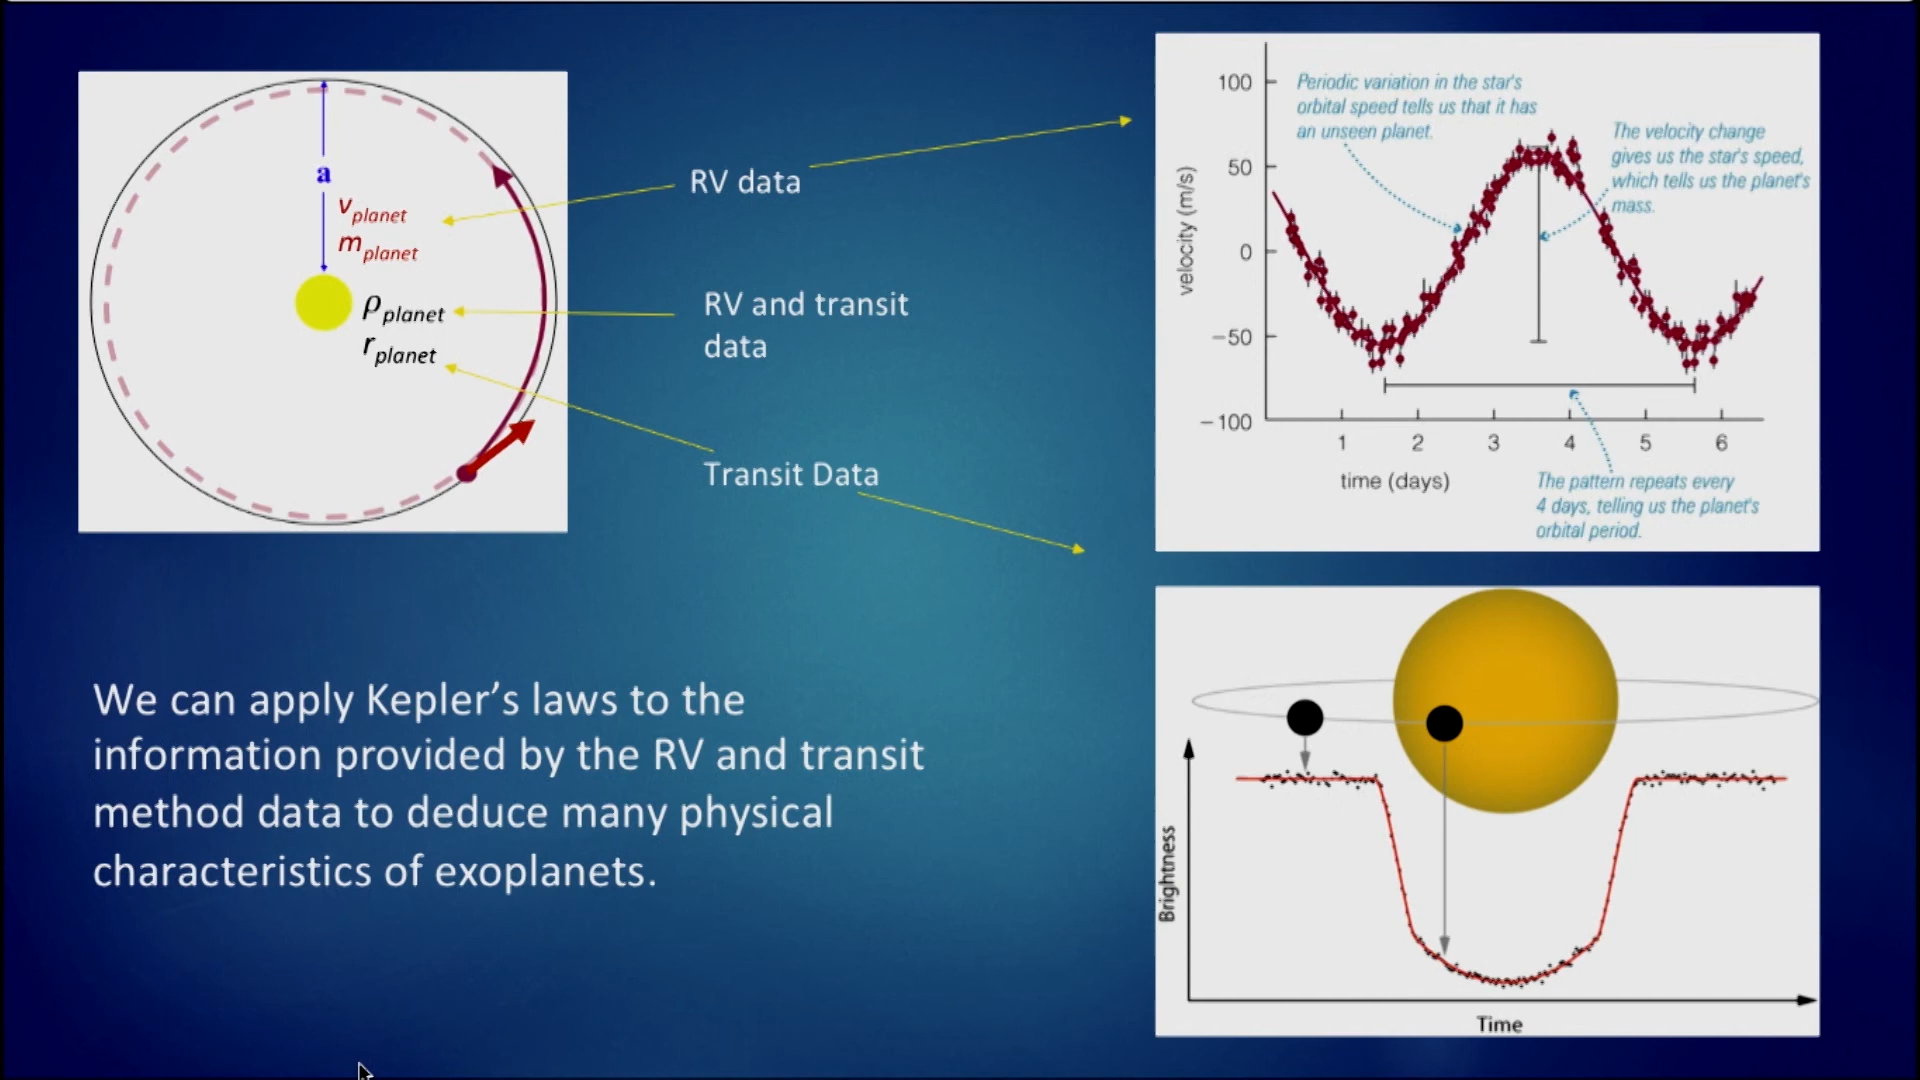 a
vplanet
mplanet
ρplanet
rplanet
RV data
RV and transit
data
Transit Data
We can apply Kepler’s laws to the
information provided by the RV and transit
method data to deduce many physical
characteristics of exoplanets.
velocity (m/s)
100
50
0
−50
−100
1 2 3 4 5 6
time (days)
Periodic variation in the star's
orbital speed tells us that it has
an unseen planet.
The velocity change
gives us the star's speed,
which tells us the planet's
mass.
The pattern repeats every
4 days, telling us the planet's
orbital period.
Brightness
Time